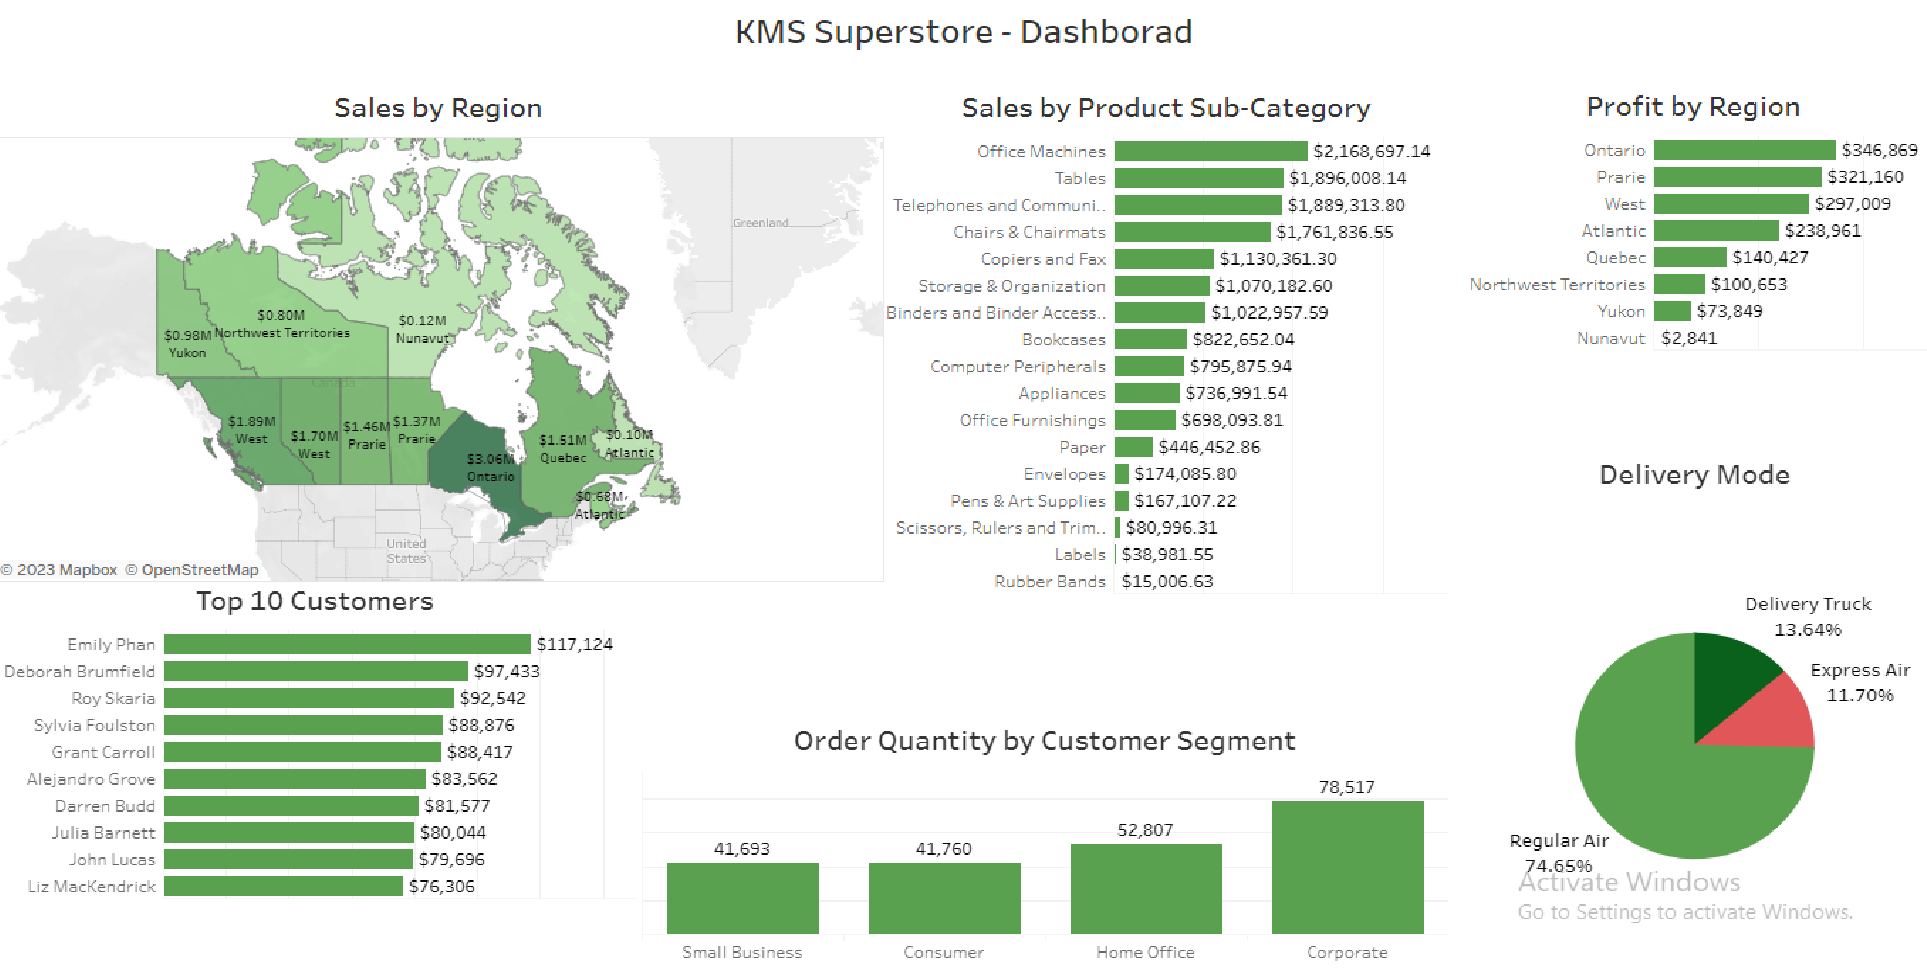 KMS Superstore - Dashborad
Sales by Region
Greenland
$0.80M
Northwest Territories
$0.12M
Nunavut
$0.98M
Yukon
Canada
$1.89M
West
$1.70M
West
$1.46M
Prarie
$1.37M
Prarie
$3.06M
Ontario
$1.51M
Quebec
$0.10M
Atlantic
$0.68M
Atlantic
United
States
© 2023 Mapbox © OpenStreetMap
Sales by Product Sub-Category
Office Machines $2,168,697.14
Tables $1,896,008.14
Telephones and Communi.. $1,889,313.80
Chairs & Chairmats $1,761,836.55
Copiers and Fax $1,130,361.30
Storage & Organization $1,070,182.60
Binders and Binder Access.. $1,022,957.59
Bookcases $822,652.04
Computer Peripherals $795,875.94
Appliances $736,991.54
Office Furnishings $698,093.81
Paper $446,452.86
Envelopes $174,085.80
Pens & Art Supplies $167,107.22
Scissors, Rulers and Trim.. $80,996.31
Labels $38,981.55
Rubber Bands $15,006.63
Profit by Region
Ontario $346,869
Prarie $321,160
West $297,009
Atlantic $238,961
Quebec $140,427
Northwest Territories $100,653
Yukon $73,849
Nunavut $2,841
Top 10 Customers
Emily Phan $117,124
Deborah Brumfield $97,433
Roy Skaria $92,542
Sylvia Foulston $88,876
Grant Carroll $88,417
Alejandro Grove $83,562
Darren Budd $81,577
Julia Barnett $80,044
John Lucas $79,696
Liz MacKendrick $76,306
Order Quantity by Customer Segment
41,693
41,760
52,807
78,517
Small Business
Consumer
Home Office
Corporate
Delivery Mode
Delivery Truck
13.64%
Express Air
11.70%
Regular Air
74.65%
Activate Windows
Go to Settings to activate Windows.